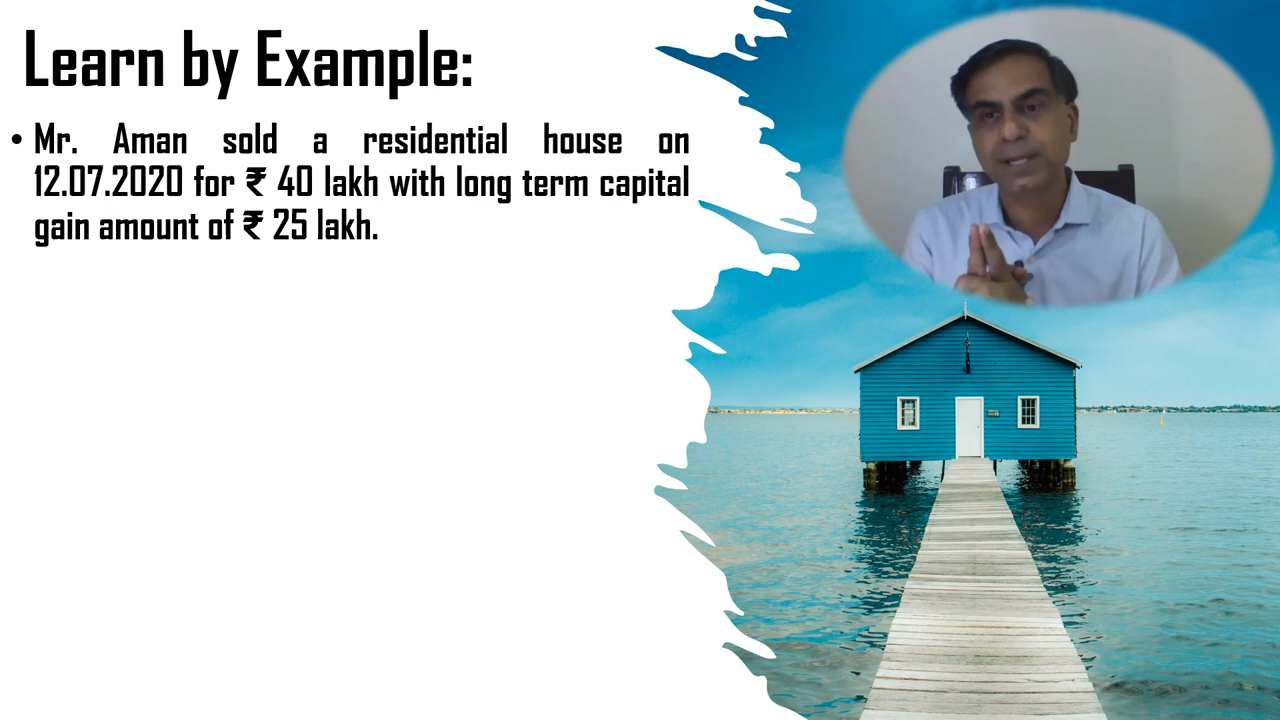 Learn by Example:
• Mr. Aman sold a residential house on
12.07.2020 for ₹ 40 lakh with long term capital
gain amount of ₹ 25 lakh.